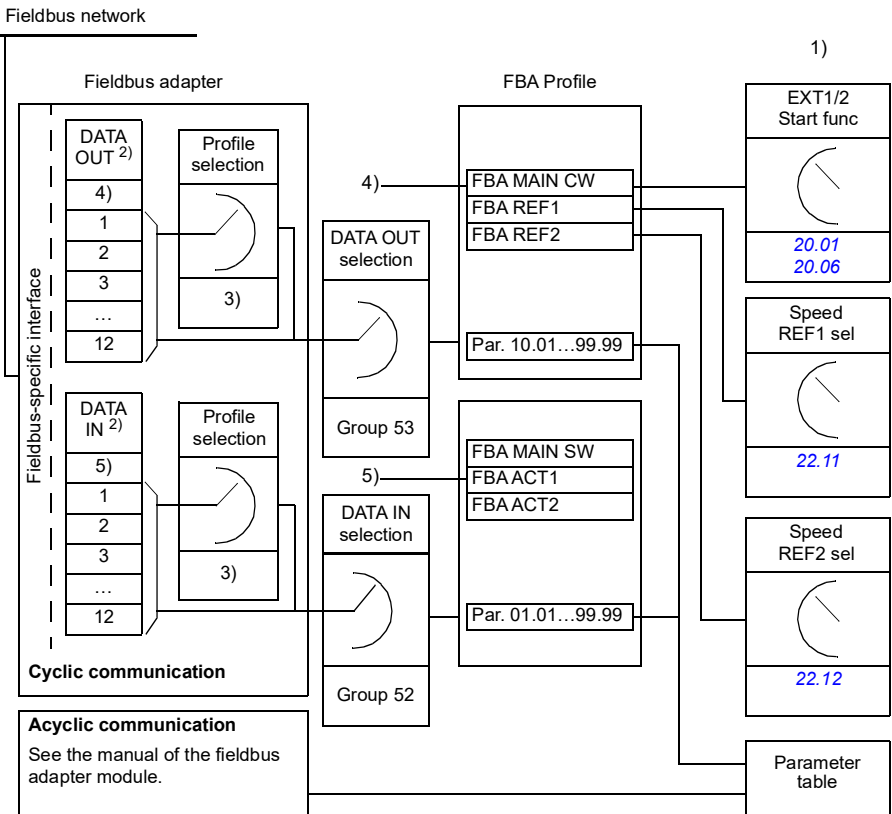 Fieldbus network
1)
Fieldbus adapter
FBA Profile
Fieldbus-specific interface
DATA
OUT 2)
4)
1
2
3
…
12
Profile
selection
3)
DATA OUT
selection
Group 53
4)
FBA MAIN CW
FBA REF1
FBA REF2
Par. 10.01…99.99
EXT1/2
Start func
20.01
20.06
Speed
REF1 sel
22.11
DATA
IN 2)
5)
1
2
3
…
12
Profile
selection
3)
5)
DATA IN
selection
Group 52
FBA MAIN SW
FBA ACT1
FBA ACT2
Par. 01.01…99.99
Speed
REF2 sel
22.12
Cyclic communication
Acyclic communication
See the manual of the fieldbus
adapter module.
Parameter
table